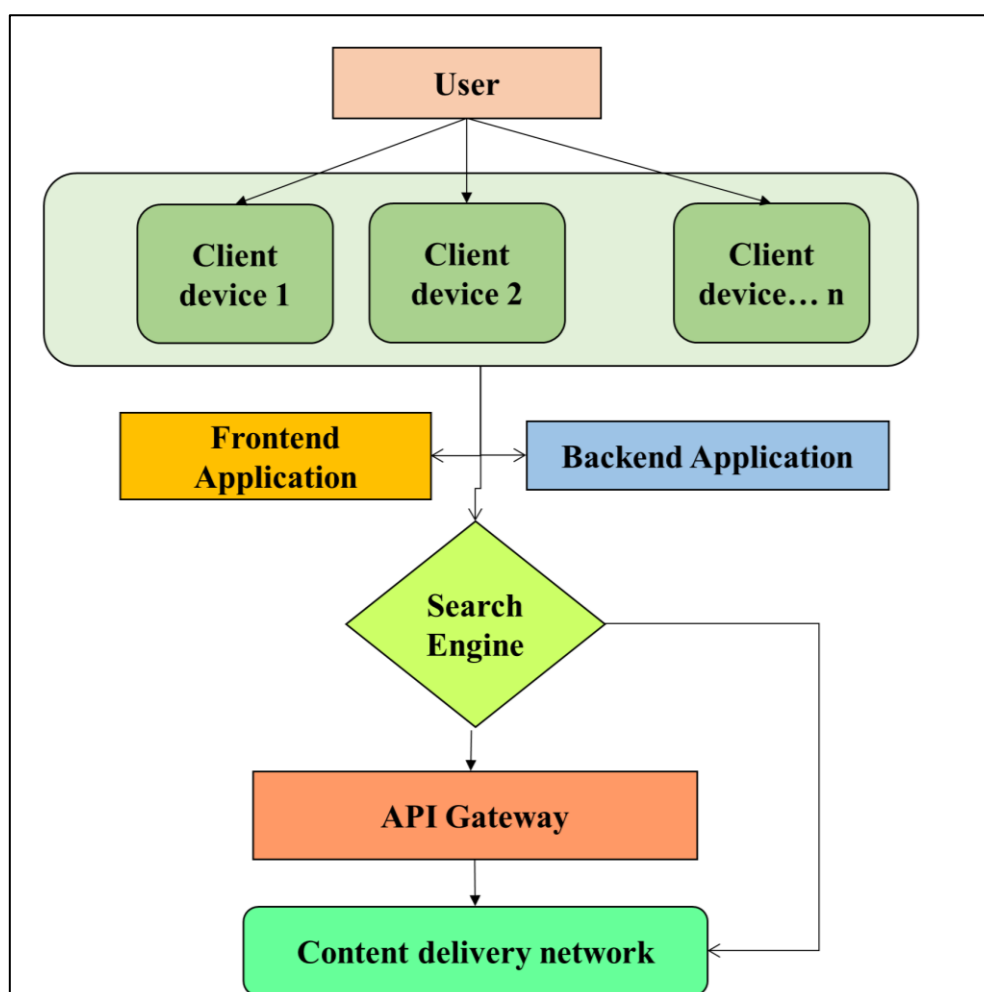 User
Client
device 1
Client
device 2
Client
device… n
Frontend
Application
Backend Application
Search
Engine
API Gateway
Content delivery network